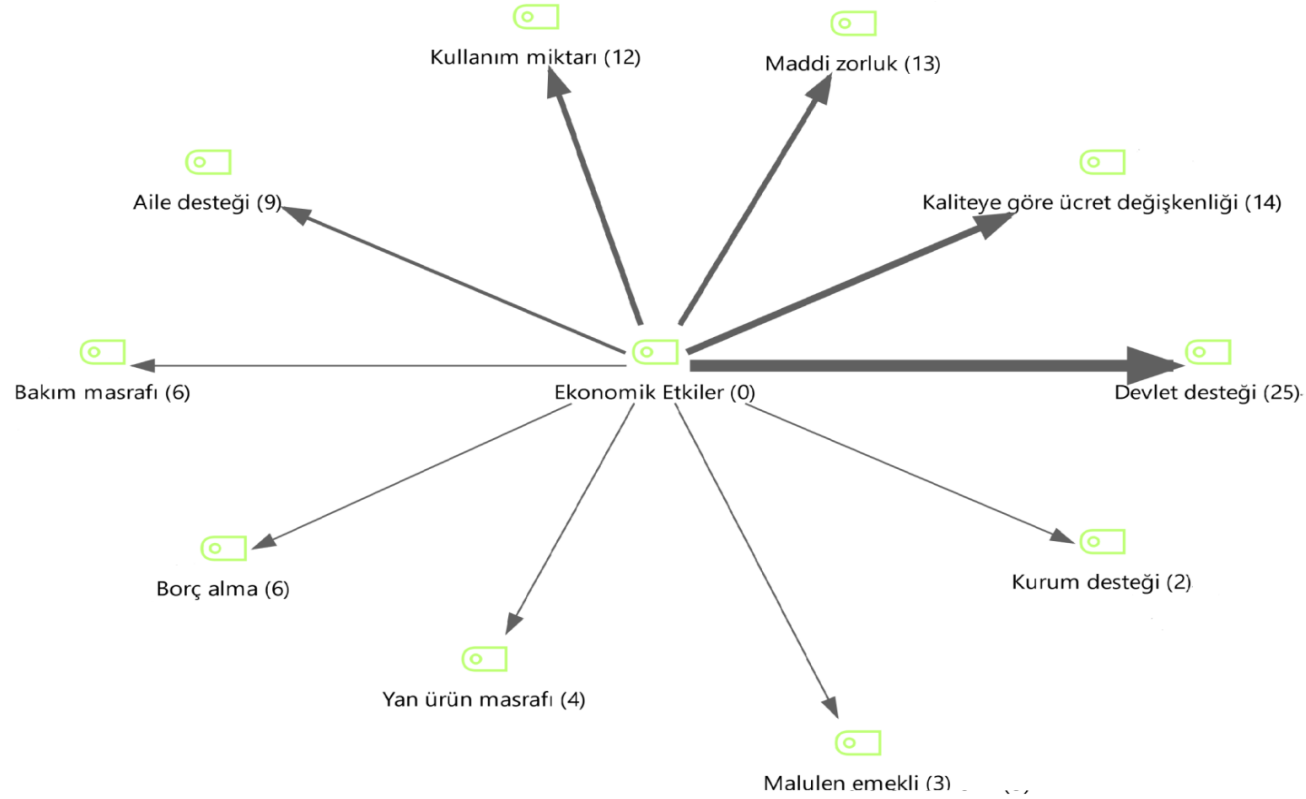 Kullanım miktarı (12)
Maddi zorluk (13)
Aile desteği (9)
Kaliteye göre ücret değişkenliği (14)
Bakım masrafı (6)
Ekonomik Etkiler (0)
Devlet desteği (25)
Borç alma (6)
Kurum desteği (2)
Yan ürün masrafı (4)
Malulen emekli (3)